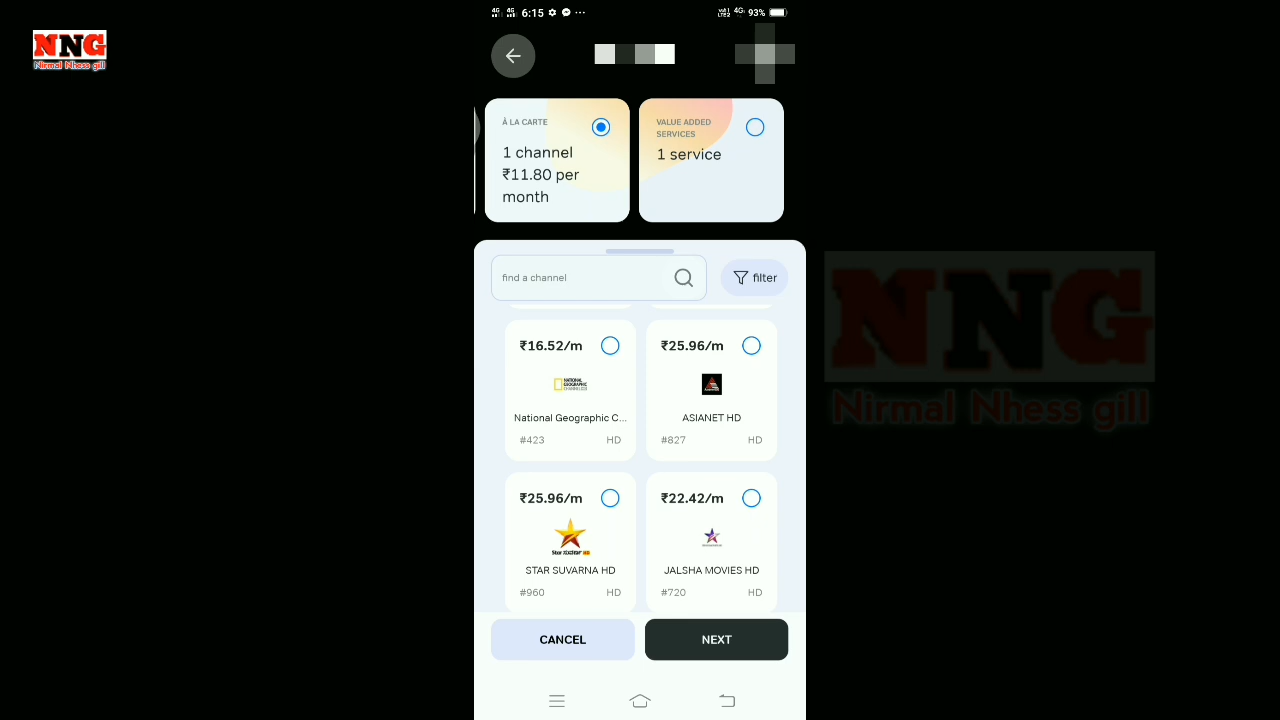 NNG
Nirmal Nhess gill
4G 4G 6:15 ...
4G 93%
À LA CARTE
1 channel
₹11.80 per
month
VALUE ADDED
SERVICES
1 service
find a channel
filter
₹16.52/m
NATIONAL
GEOGRAPHIC
National Geographic C...
#423 HD
₹25.96/m
ASIANET HD
#827 HD
₹25.96/m
STAR SUVARNA HD
#960 HD
₹22.42/m
JALSHA MOVIES HD
#720 HD
CANCEL
NEXT
NNG
Nirmal Nhess gill